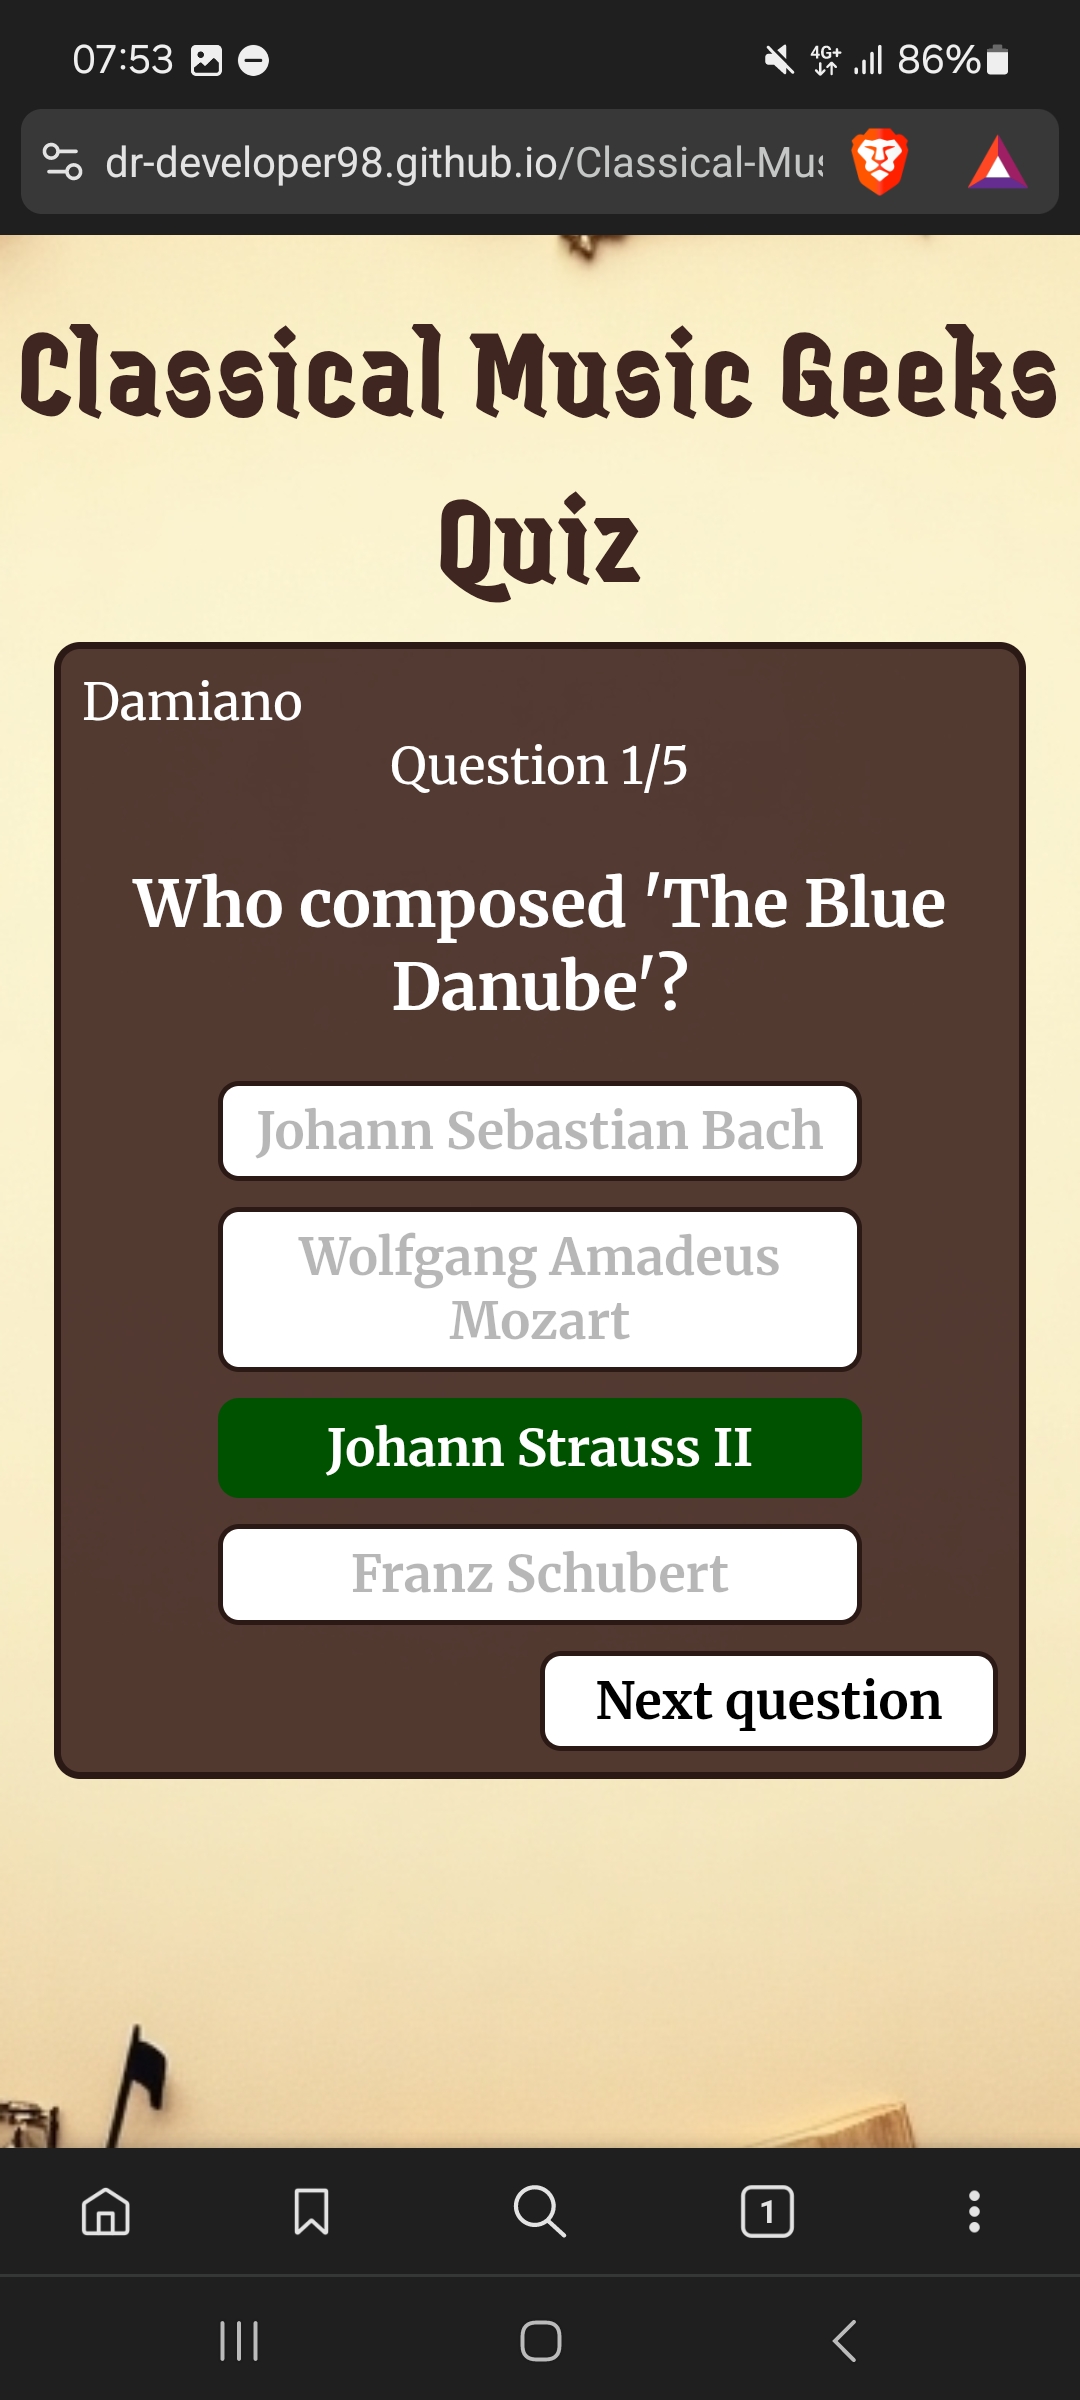 07:53
4G+ 86%
dr-developer98.github.io/Classical-Mus
Classical Music Geeks
Quiz
Damiano
Question 1/5
Who composed 'The Blue
Danube'?
Johann Sebastian Bach
Wolfgang Amadeus
Mozart
Johann Strauss II
Franz Schubert
Next question
1